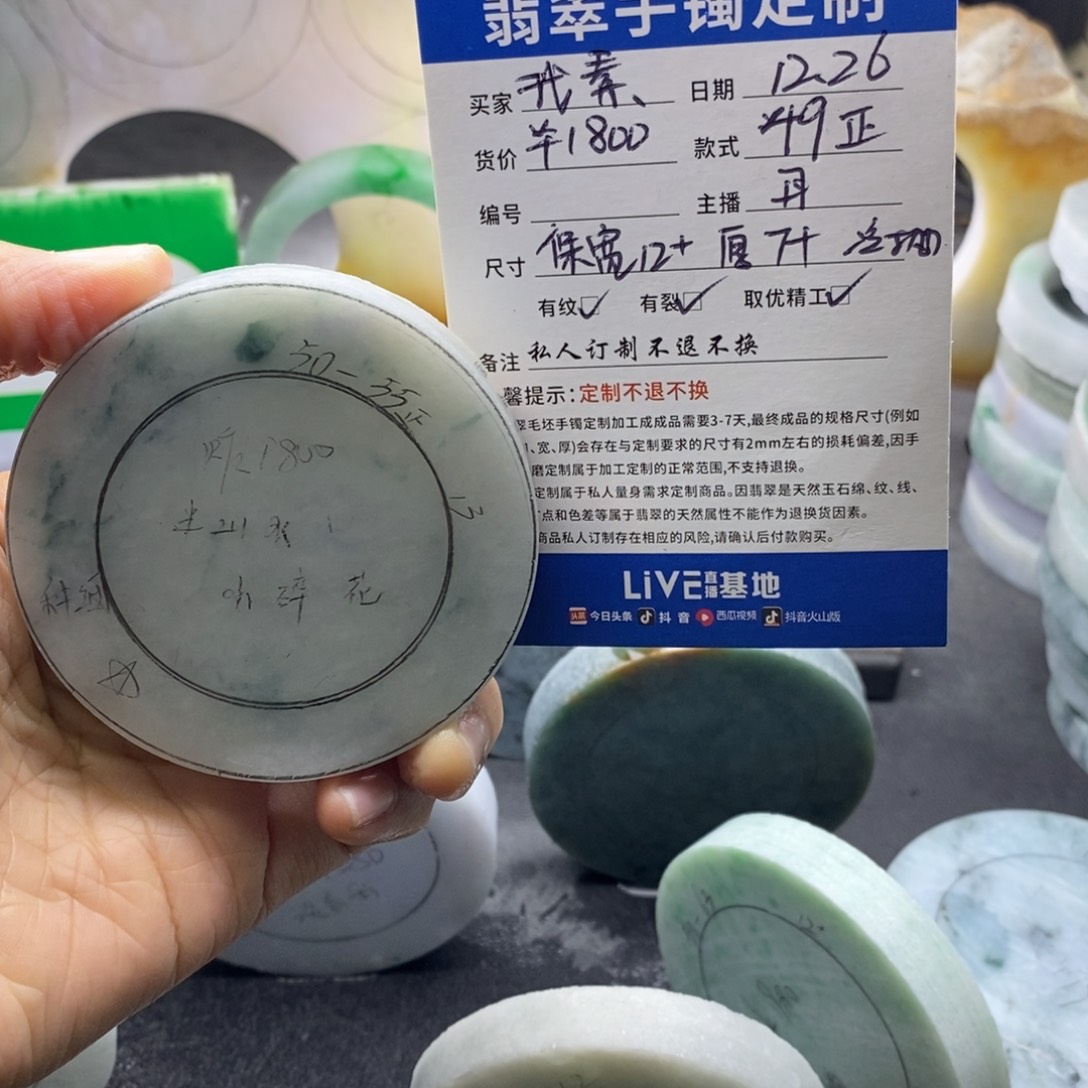 翡翠手镯定制
买家 我素、 日期 12.26
货价 ¥1800 款式 49正
编号 主播 丹
尺寸 保宽12+ 厚7+
有纹 有裂 取优精工
备注 私人订制不退不换
馨提示:定制不退不换
翠毛坯手镯定制加工成成品需要3-7天,最终成品的规格尺寸(例如
、宽、厚)会存在与定制要求的尺寸有2mm左右的损耗偏差,因手
磨定制属于加工定制的正常范围,不支持退换。
定制属于私人量身需求定制商品。因翡翠是天然玉石绵、纹、线、
点和色差等属于翡翠的天然属性不能作为退换货因素。
商品私人订制存在相应的风险,请确认后付款购买。
LiVE直播基地
头条 今日头条 抖音 西瓜视频 抖音火山版
50-55正
13
1800
碎 花
种